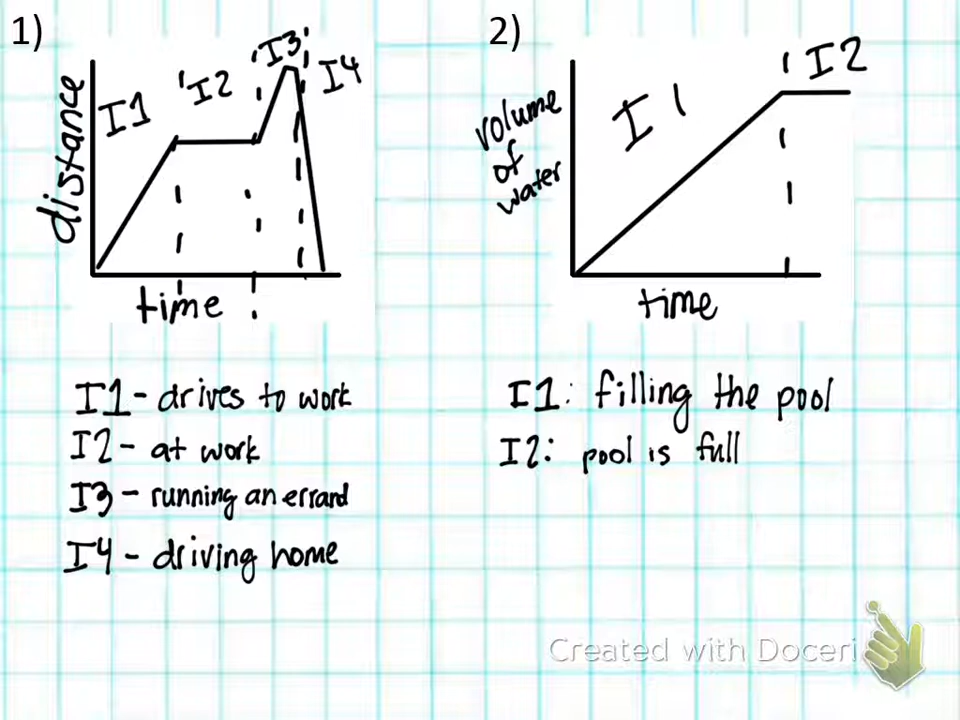 1)
distance
I1
I2
I3
I4
time
I1 - drives to work
I2 - at work
I3 - running an errand
I4 - driving home
2)
volume
of
water
I1
I2
time
I1: filling the pool
I2: pool is full
Created with Doceri